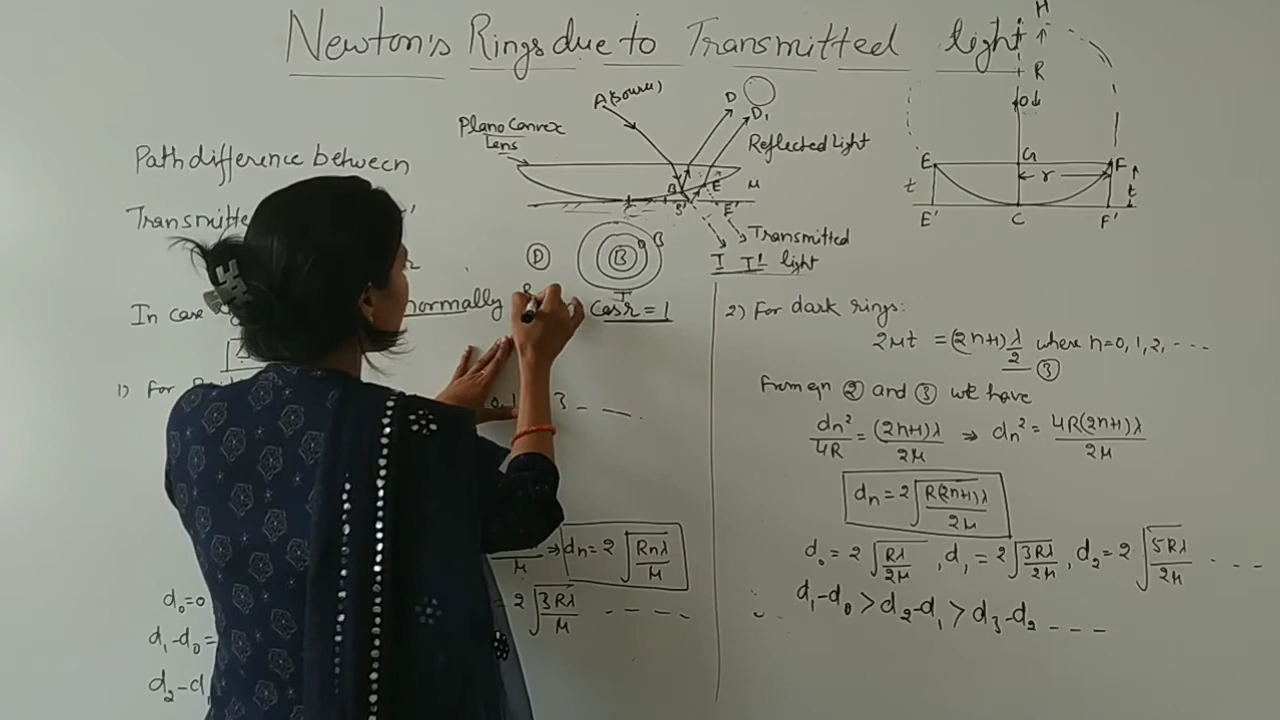 Newton's Rings due to Transmitted light
H
R
A(Source)
D
D₁
Plano Convex
Lens
Reflected light
Path difference between
E G F
r
t t
E' C F'
B E μ
C S' E'
Transmitte
Transmitted
T T' light
D
B
B
In case normally Cos r = 1
1) For
0, 1 3 - - -
μ ⇒ dn = 2√(Rnλ/μ)
d₀=0 = 2√(3Rλ/μ) - - - - -
d₁-d₀=
d₂-d
2) For dark rings:
2μt = (2n+1)λ/2 where n=0, 1, 2, - - -
③
From eqn ② and ③ we have
dn²/4R = (2n+1)λ/2μ ⇒ dn² = 4R(2n+1)λ/2μ
dn = 2√(R(2n+1)λ/2μ)
d₀ = 2√(Rλ/2μ), d₁ = 2√(3Rλ/2μ), d₂ = 2√(5Rλ/2μ) - - -
∴ d₁-d₀ > d₂-d₁ > d₃-d₂ - - -